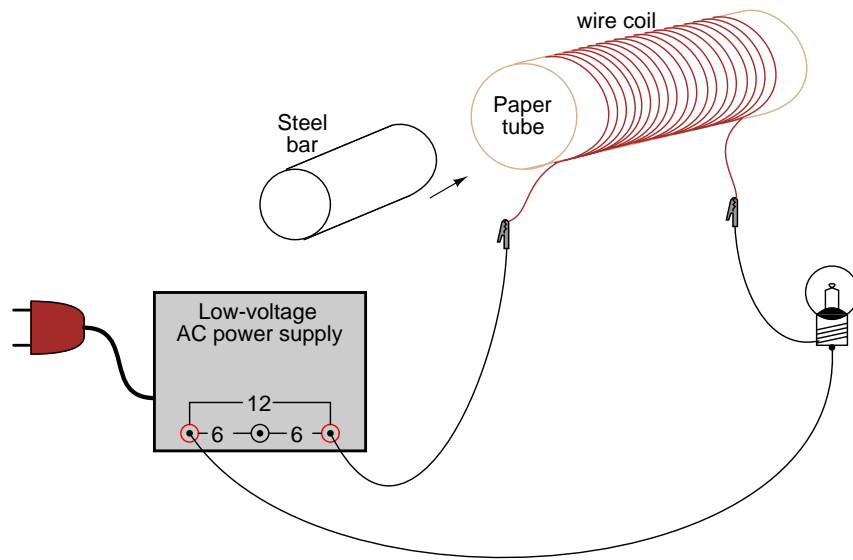 wire coil
Paper
tube
Steel
bar
Low-voltage
AC power supply
12
6 6